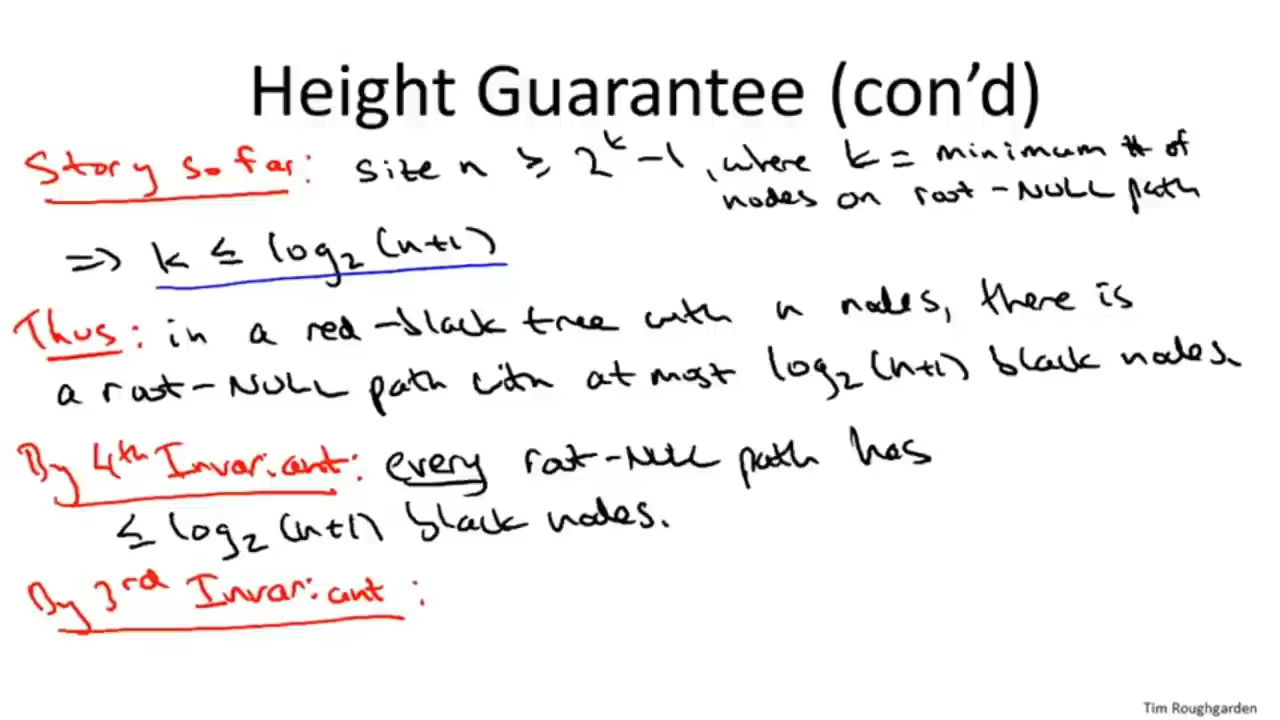 Height Guarantee (con'd)
Story so far: size n ≥ 2^k - 1, where k = minimum # of
nodes on root-NULL path
=> k ≤ log₂(n+1)
Thus: in a red-black tree with n nodes, there is
a root-NULL path with at most log₂(n+1) black nodes.
By 4th Invariant: every root-NULL path has
≤ log₂(n+1) black nodes.
By 3rd Invariant:
Tim Roughgarden